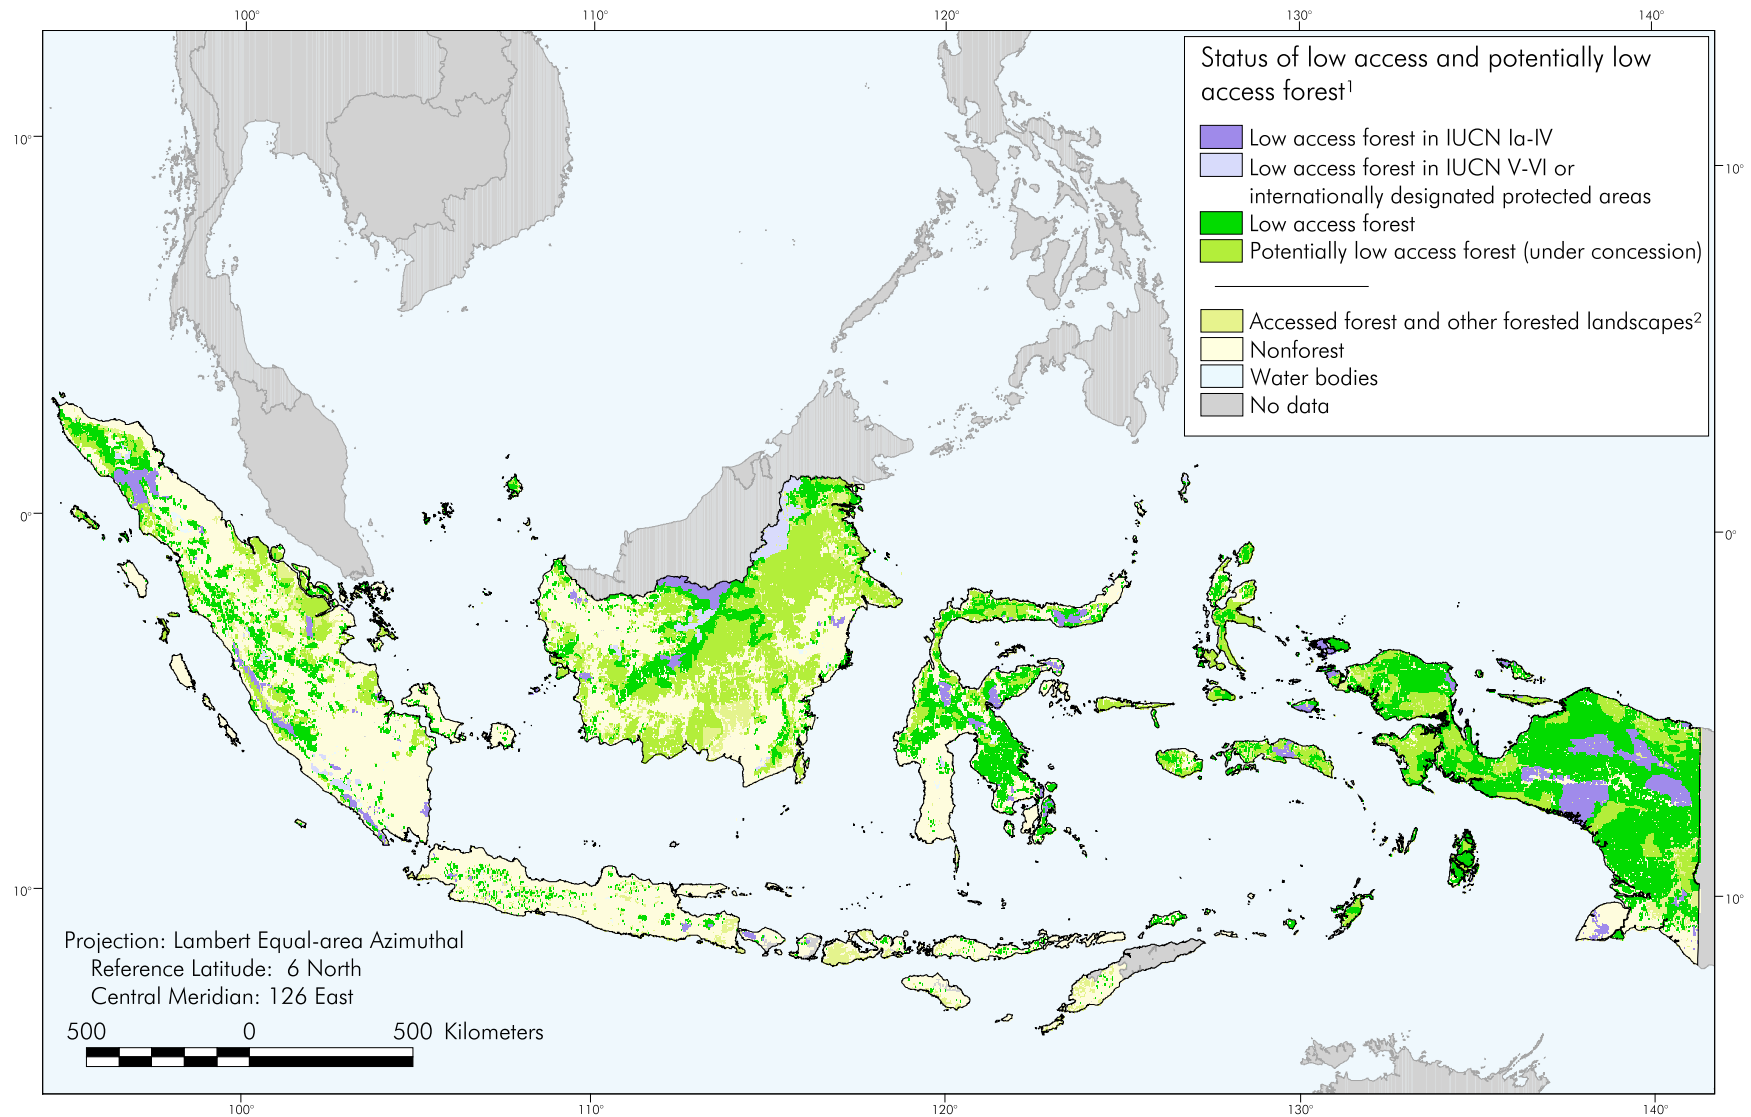 100° 110° 120° 130° 140°
Status of low access and potentially low
access forest1
Low access forest in IUCN Ia-IV
Low access forest in IUCN V-VI or
internationally designated protected areas
Low access forest
Potentially low access forest (under concession)
Accessed forest and other forested landscapes2
Nonforest
Water bodies
No data
10° 10°
0° 0°
10° 10°
Projection: Lambert Equal-area Azimuthal
Reference Latitude: 6 North
Central Meridian: 126 East
500 0 500 Kilometers
100° 110° 120° 130° 140°